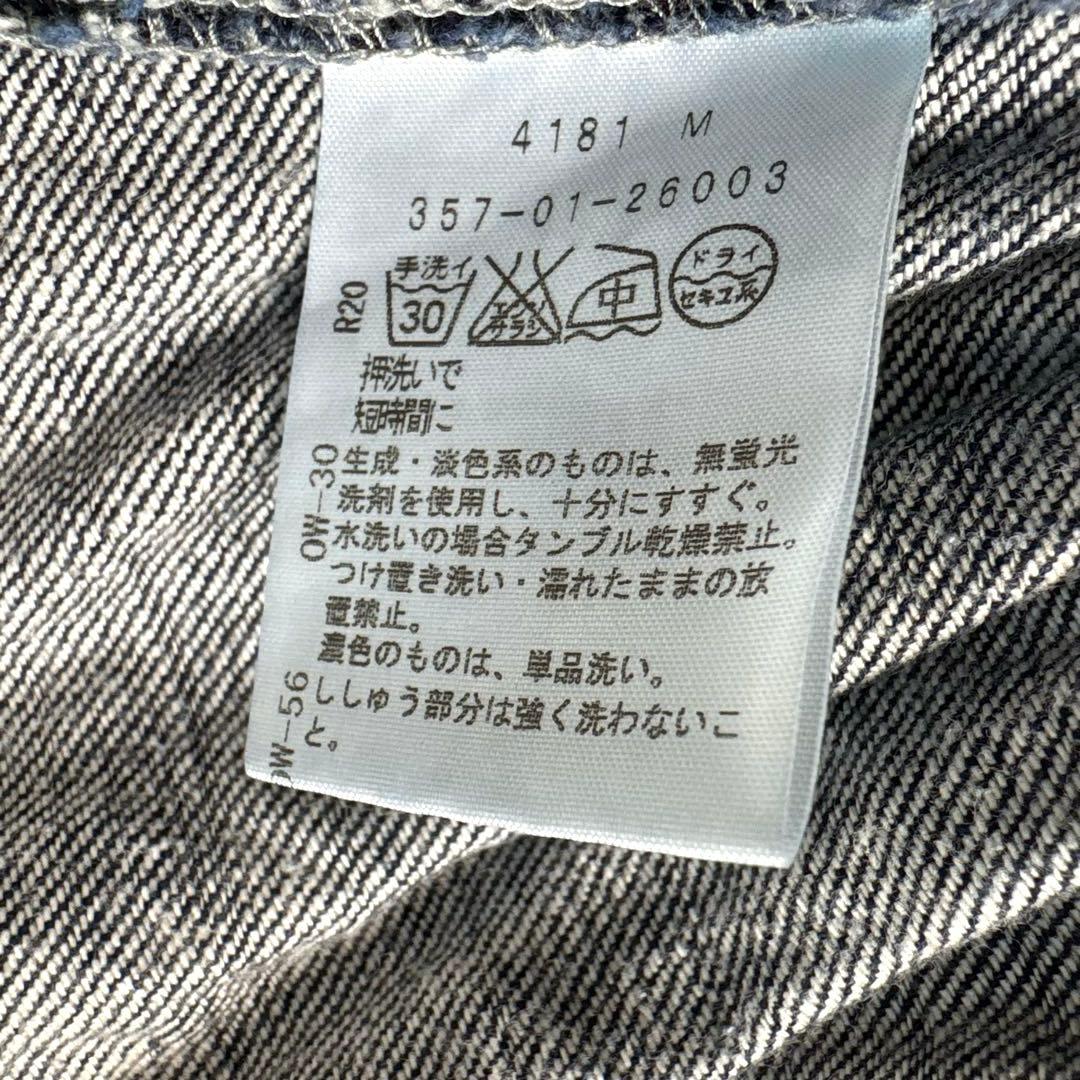 4181 M
357-01-26003
R20
手洗イ
30
エンソ
サラシ
中
ドライ
セキユ系
押洗いで
短時間に
OW-30
生成・淡色系のものは、無蛍光
洗剤を使用し、十分にすすぐ。
水洗いの場合タンブル乾燥禁止。
つけ置き洗い・濡れたままの放
置禁止。
濃色のものは、単品洗い。
OW-56
ししゅう部分は強く洗わないこ
と。